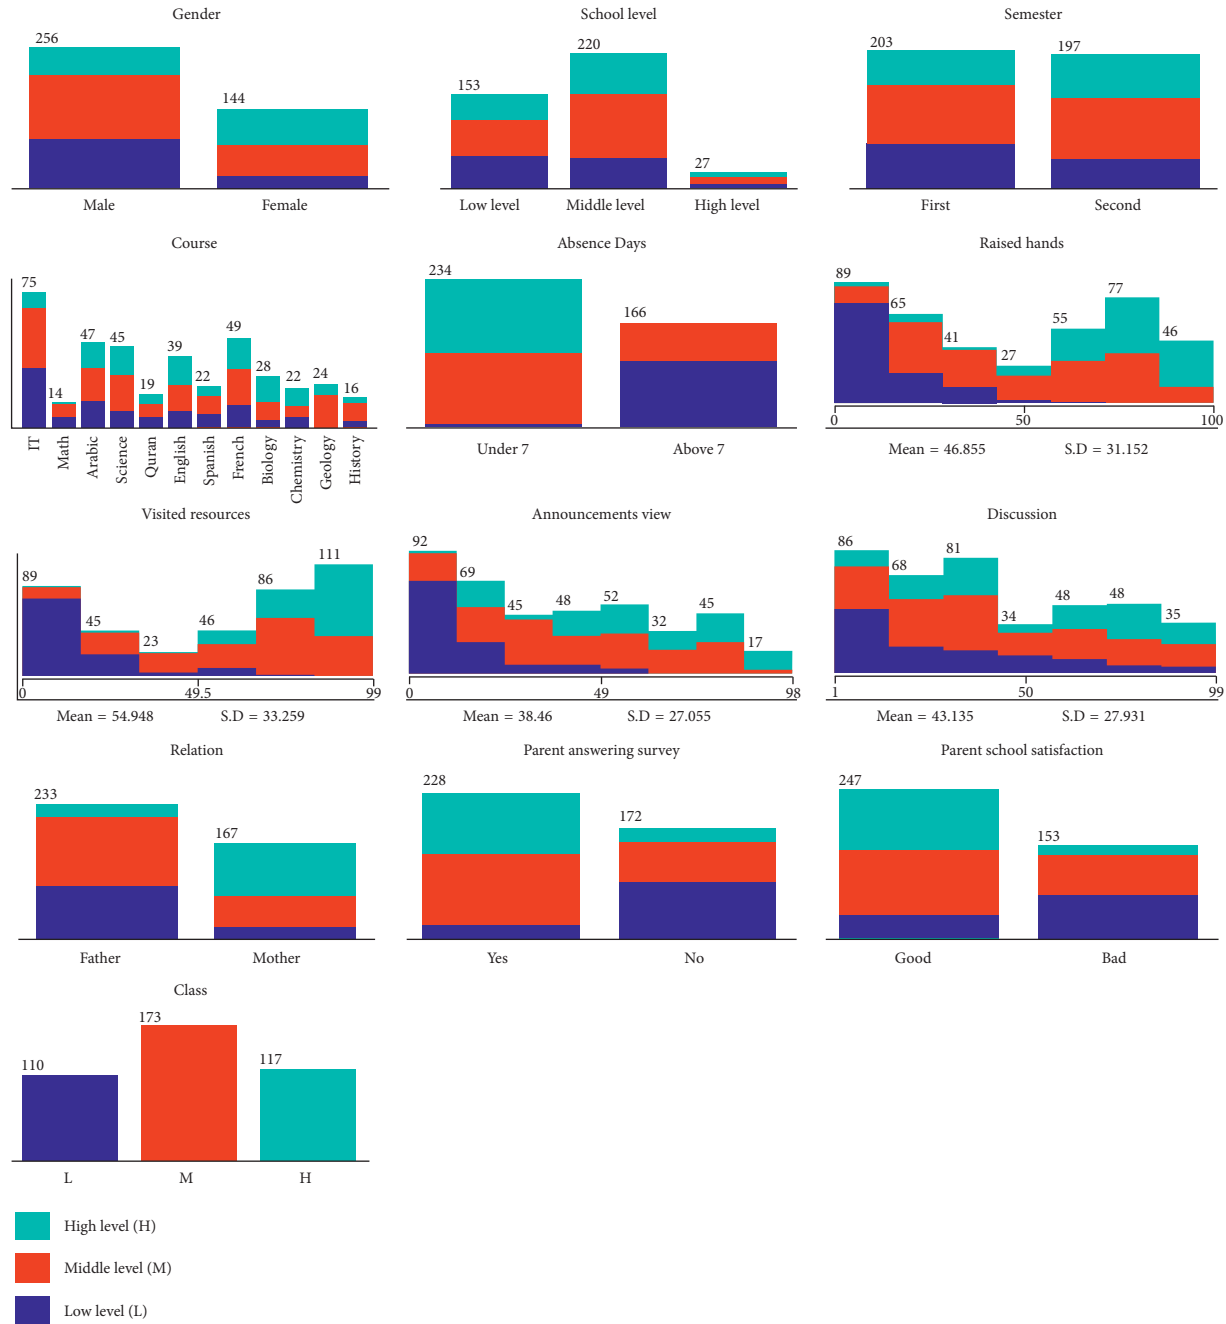 Gender
256
144
Male
Female
School level
153
220
27
Low level
Middle level
High level
Semester
203
197
First
Second
Course
75
14
47
45
19
39
22
49
28
22
24
16
IT
Math
Arabic
Science
Quran
English
Spanish
French
Biology
Chemistry
Geology
History
Absence Days
234
166
Under 7
Above 7
Raised hands
89
65
41
27
55
77
46
0
50
100
Mean = 46.855
S.D = 31.152
Visited resources
89
45
23
46
86
111
0
49.5
99
Mean = 54.948
S.D = 33.259
Announcements view
92
69
45
48
52
32
45
17
0
49
98
Mean = 38.46
S.D = 27.055
Discussion
86
68
81
34
48
48
35
1
50
99
Mean = 43.135
S.D = 27.931
Relation
233
167
Father
Mother
Parent answering survey
228
172
Yes
No
Parent school satisfaction
247
153
Good
Bad
Class
110
173
117
L
M
H
High level (H)
Middle level (M)
Low level (L)